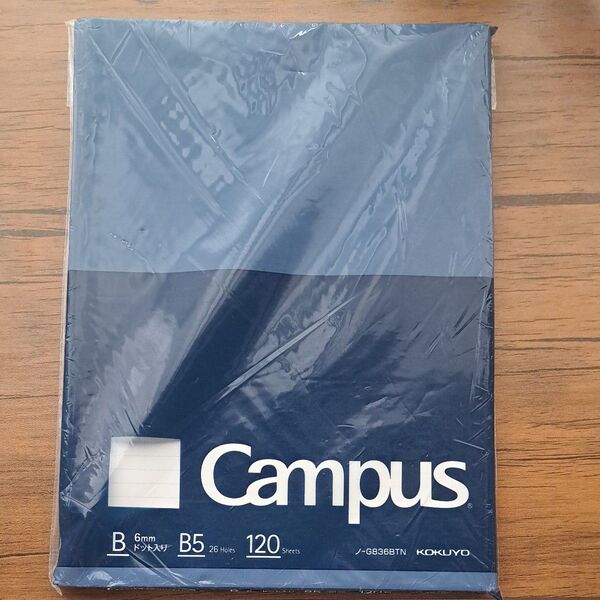 Campus®
B 6mm ドット入り B5 26 Holes 120 Sheets ノ-G836BTN KOKUYO